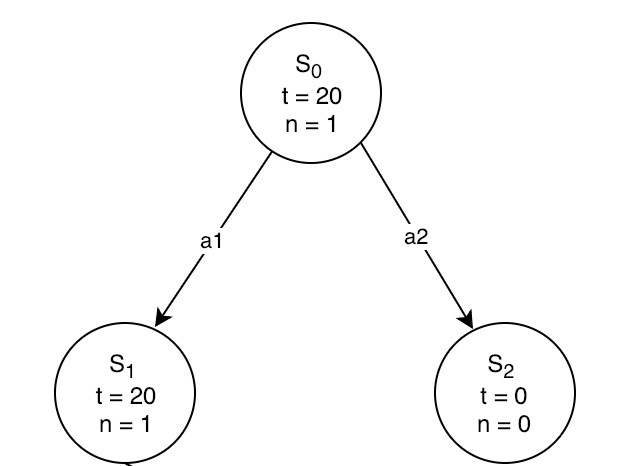 S₀
t = 20
n = 1
a1
a2
S₁
t = 20
n = 1
S₂
t = 0
n = 0